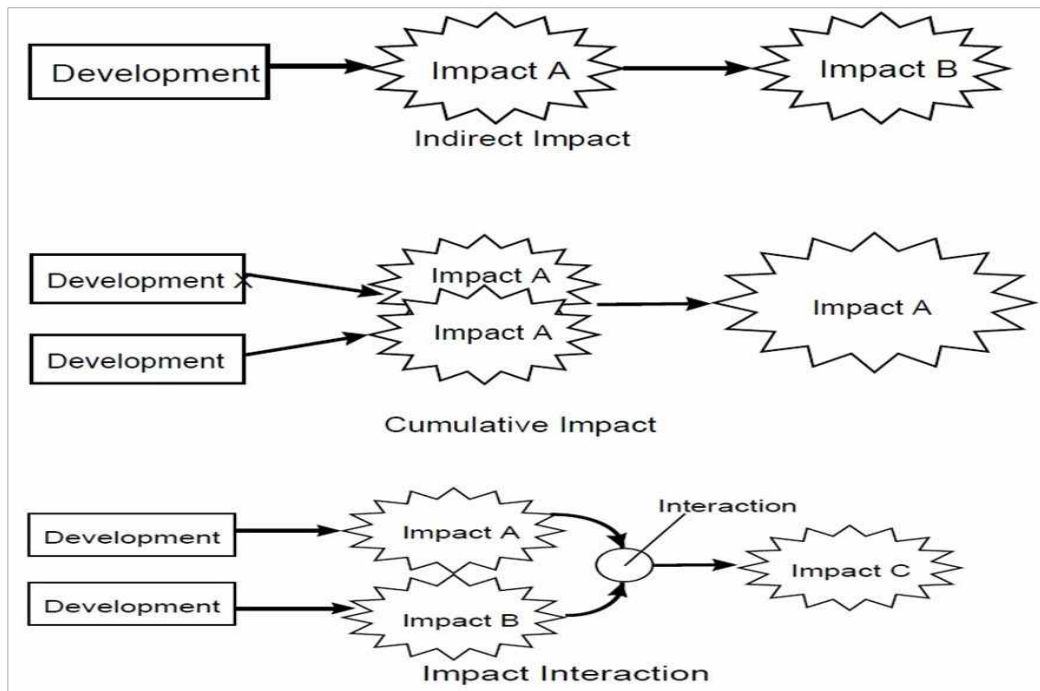 Development
Impact A
Impact B
Indirect Impact
Development X
Impact A
Impact A
Development
Impact A
Cumulative Impact
Development
Impact A
Interaction
Impact C
Development
Impact B
Impact Interaction